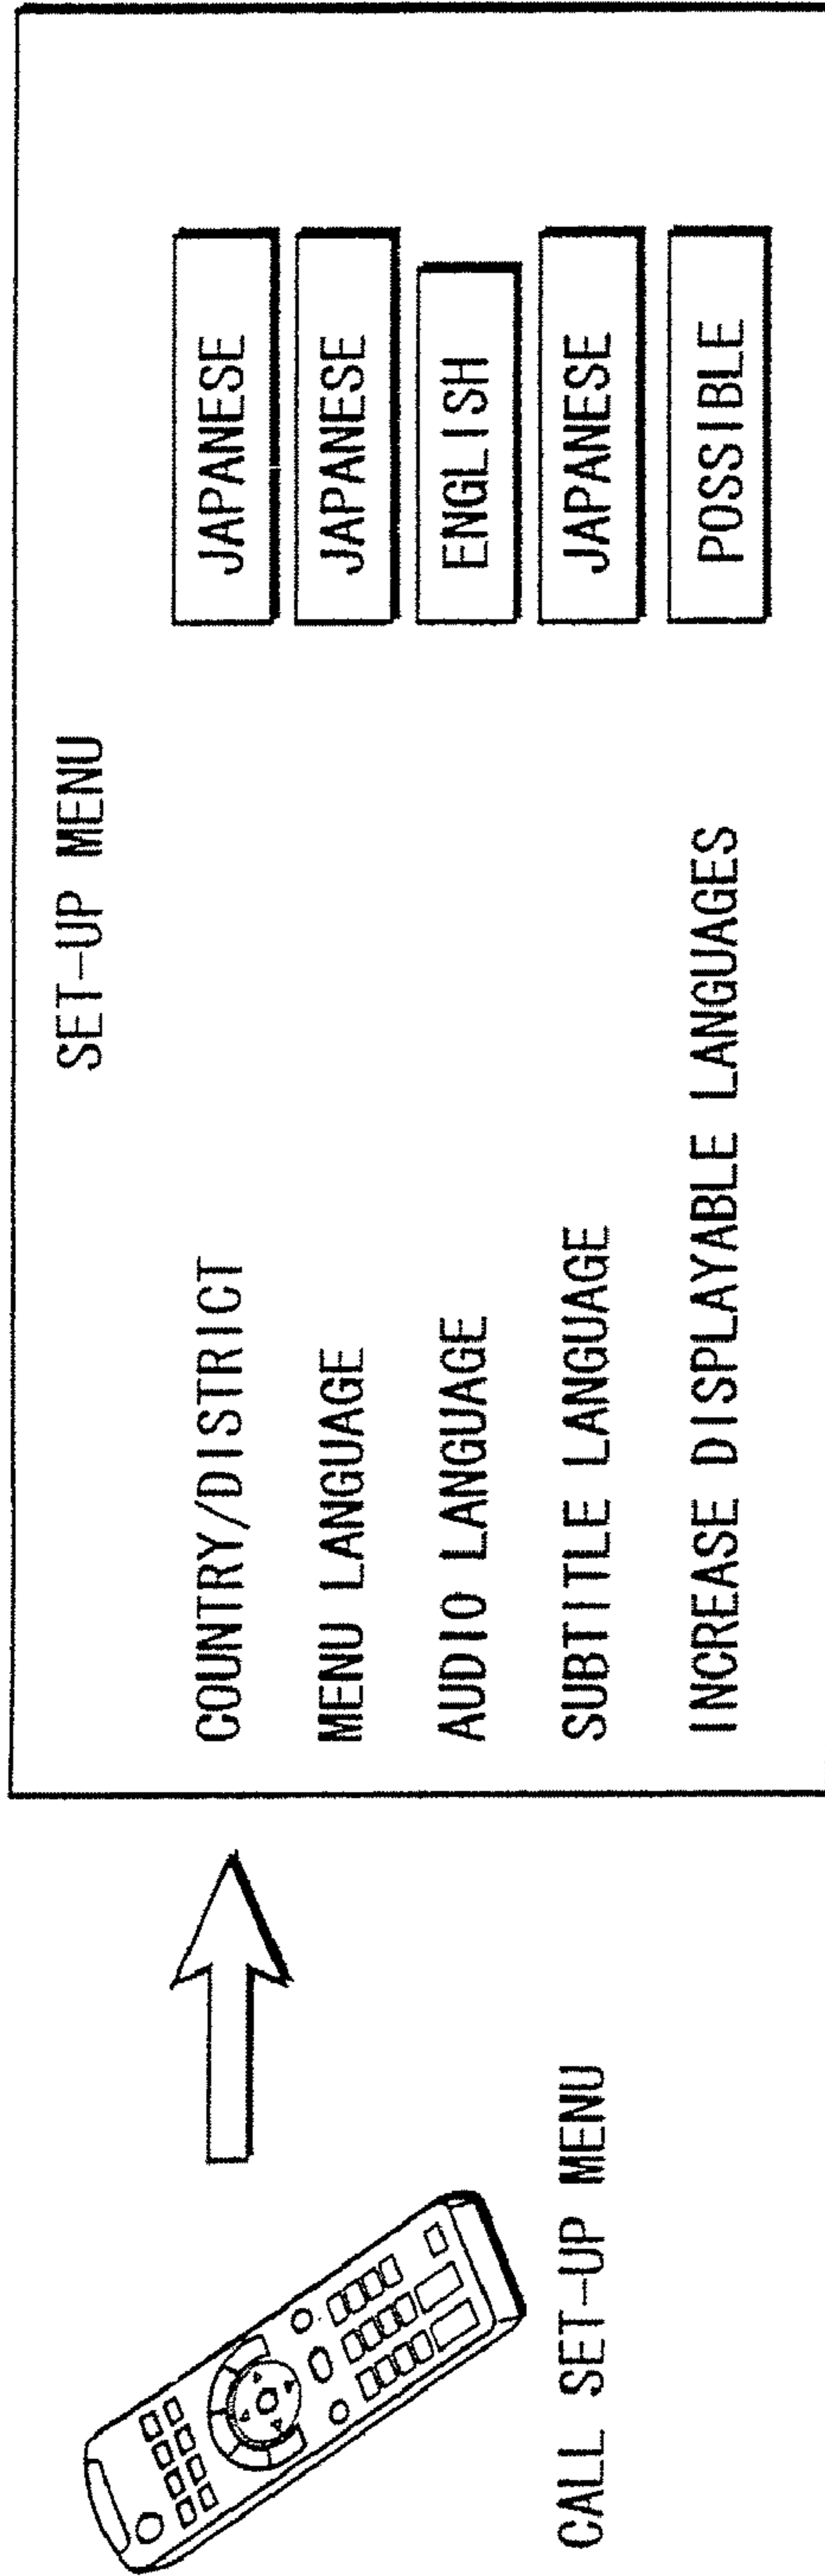 SET-UP MENU
COUNTRY/DISTRICT JAPANESE
MENU LANGUAGE JAPANESE
AUDIO LANGUAGE ENGLISH
SUBTITLE LANGUAGE JAPANESE
INCREASE DISPLAYABLE LANGUAGES POSSIBLE
CALL SET-UP MENU